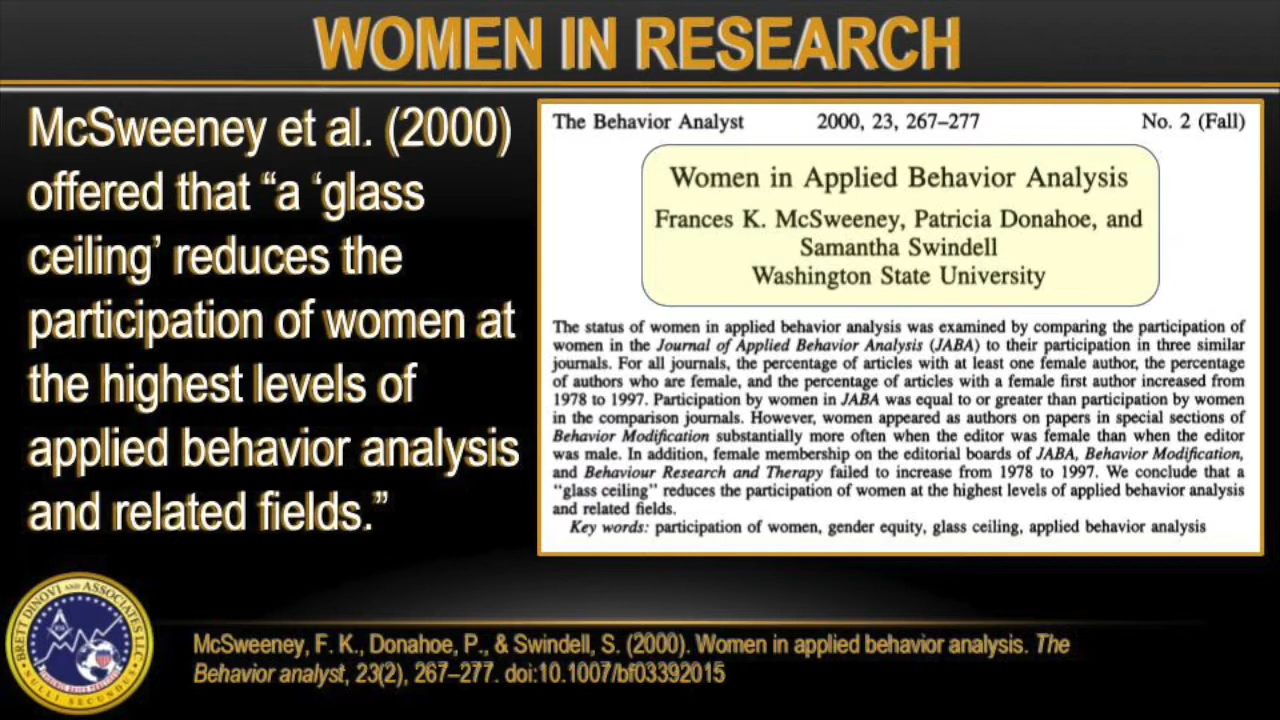 WOMEN IN RESEARCH
McSweeney et al. (2000)
offered that “a ‘glass
ceiling’ reduces the
participation of women at
the highest levels of
applied behavior analysis
and related fields.”
The Behavior Analyst 2000, 23, 267–277 No. 2 (Fall)
Women in Applied Behavior Analysis
Frances K. McSweeney, Patricia Donahoe, and
Samantha Swindell
Washington State University
The status of women in applied behavior analysis was examined by comparing the participation of
women in the Journal of Applied Behavior Analysis (JABA) to their participation in three similar
journals. For all journals, the percentage of articles with at least one female author, the percentage
of authors who are female, and the percentage of articles with a female first author increased from
1978 to 1997. Participation by women in JABA was equal to or greater than participation by women
in the comparison journals. However, women appeared as authors on papers in special sections of
Behavior Modification substantially more often when the editor was female than when the editor
was male. In addition, female membership on the editorial boards of JABA, Behavior Modification,
and Behaviour Research and Therapy failed to increase from 1978 to 1997. We conclude that a
“glass ceiling” reduces the participation of women at the highest levels of applied behavior analysis
and related fields.
Key words: participation of women, gender equity, glass ceiling, applied behavior analysis
BRETT DINOVI AND ASSOCIATES LLC
NULLI SECUNDUS
McSweeney, F. K., Donahoe, P., & Swindell, S. (2000). Women in applied behavior analysis. The
Behavior analyst, 23(2), 267–277. doi:10.1007/bf03392015